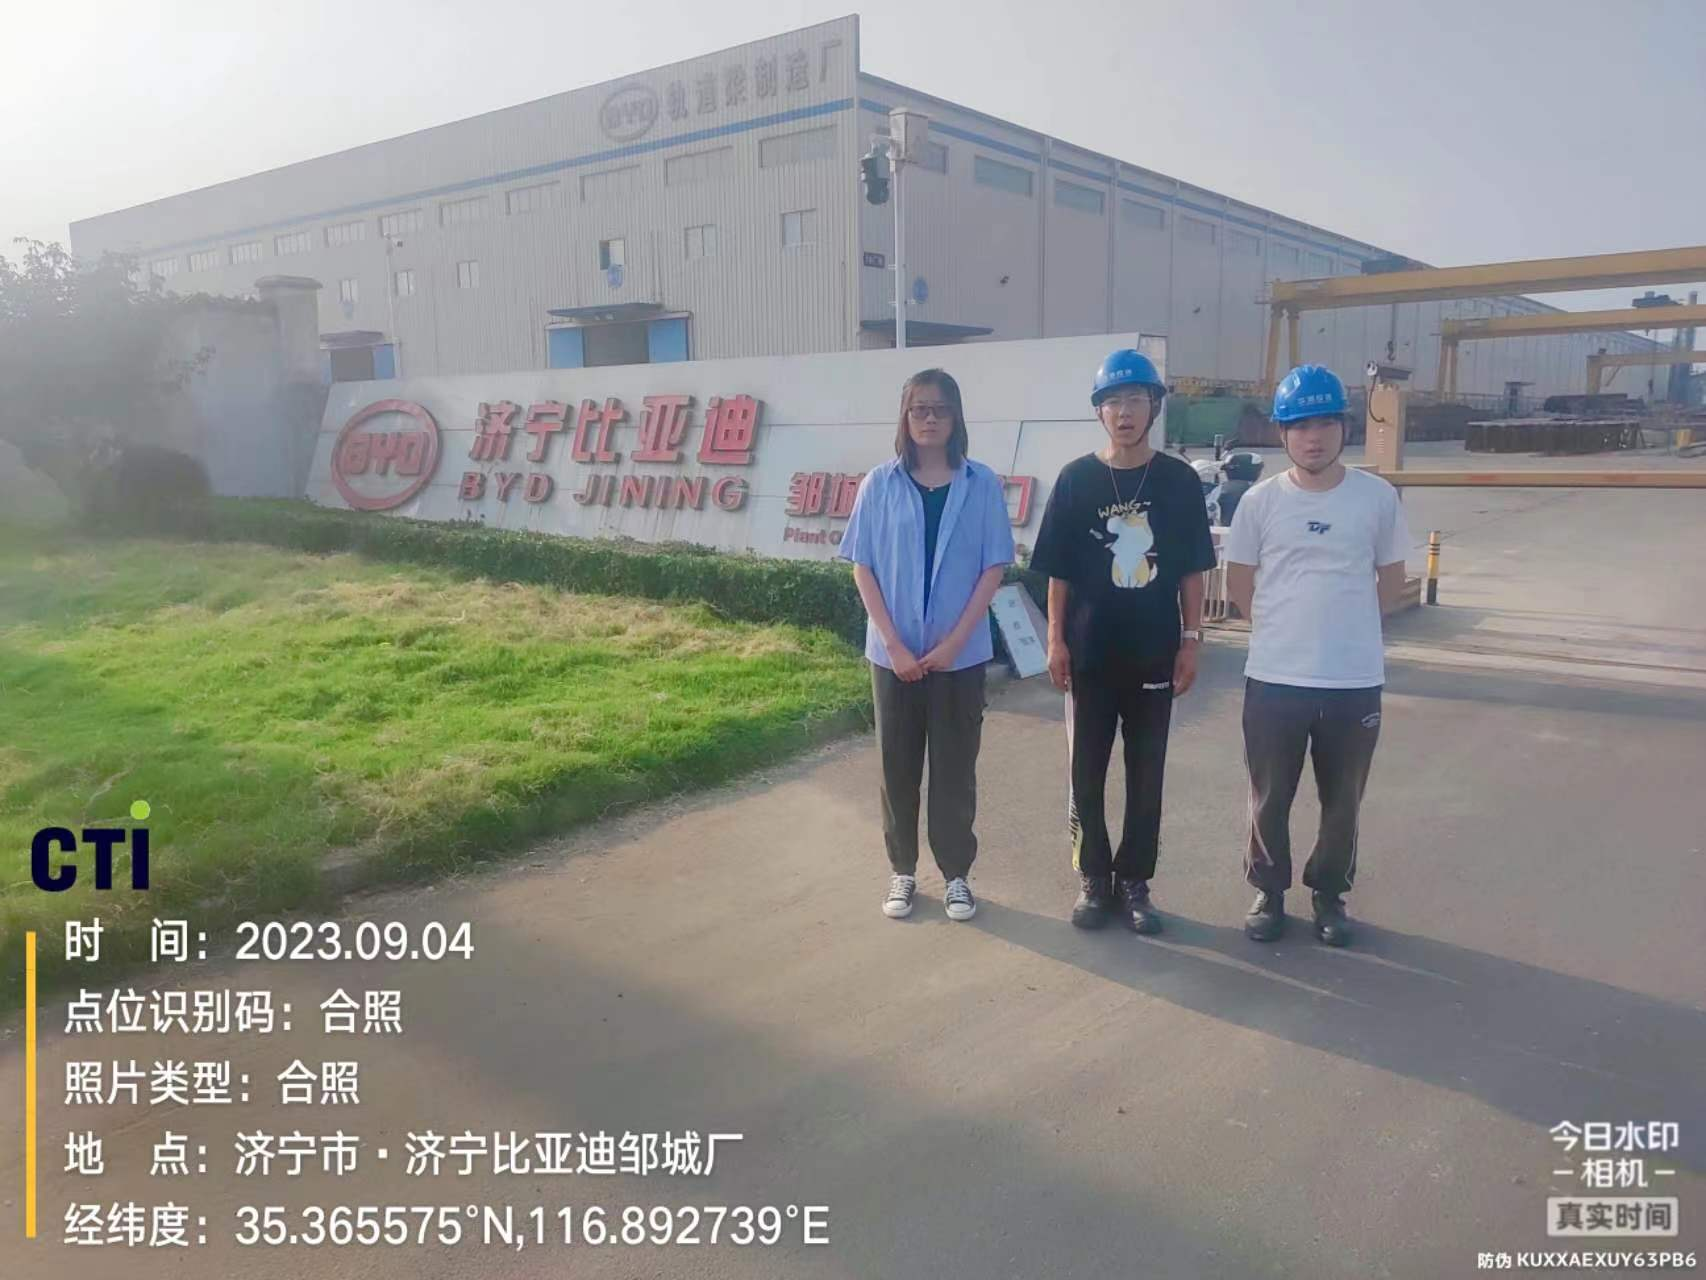 BYD 轨道梁制造厂
BYD
济宁比亚迪
BYD JINING
邹城
门
Plant
WANG~
CTI
时 间：2023.09.04
点位识别码：合照
照片类型：合照
地 点：济宁市·济宁比亚迪邹城厂
经纬度：35.365575°N,116.892739°E
今日水印
-相机-
真实时间
防伪 KUXXAEXUY63PB6